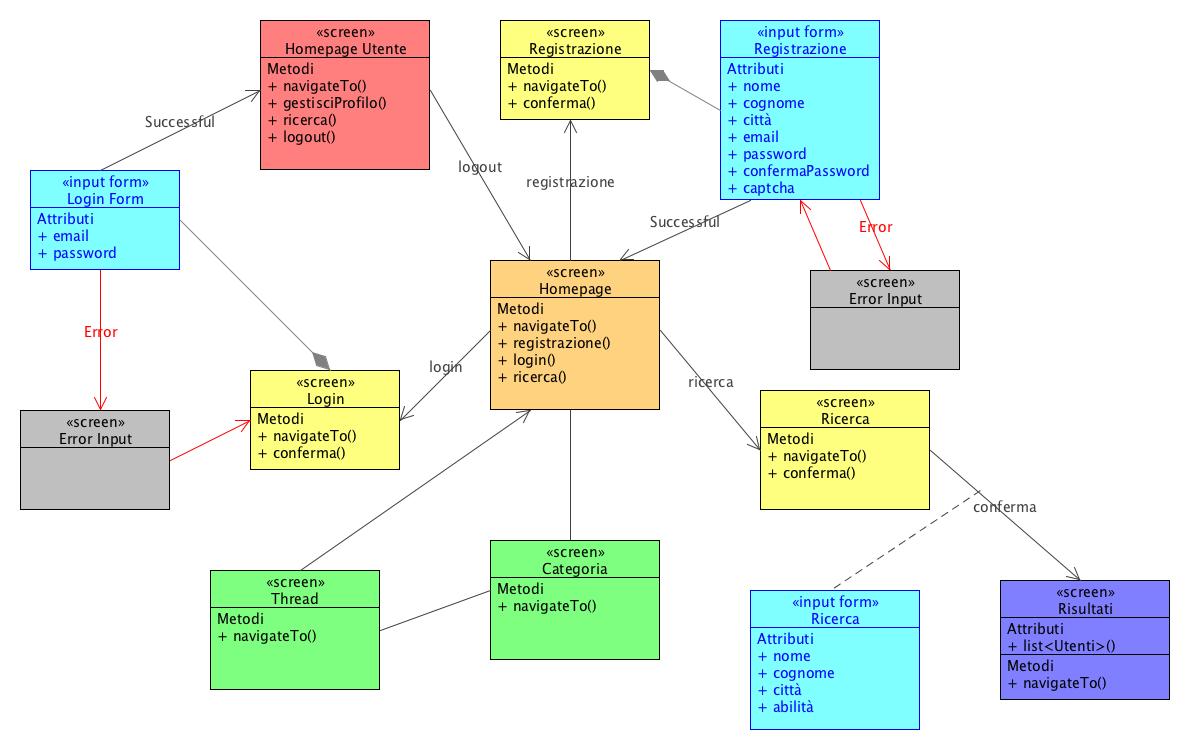 «screen»
Homepage Utente
Metodi
+ navigateTo()
+ gestisciProfilo()
+ ricerca()
+ logout()
«screen»
Registrazione
Metodi
+ navigateTo()
+ conferma()
«input form»
Registrazione
Attributi
+ nome
+ cognome
+ città
+ email
+ password
+ confermaPassword
+ captcha
Successful
logout
registrazione
«input form»
Login Form
Attributi
+ email
+ password
Successful
Error
«screen»
Homepage
Metodi
+ navigateTo()
+ registrazione()
+ login()
+ ricerca()
«screen»
Error Input
Error
login
ricerca
«screen»
Login
Metodi
+ navigateTo()
+ conferma()
«screen»
Error Input
«screen»
Ricerca
Metodi
+ navigateTo()
+ conferma()
conferma
«screen»
Thread
Metodi
+ navigateTo()
«screen»
Categoria
Metodi
+ navigateTo()
«input form»
Ricerca
Attributi
+ nome
+ cognome
+ città
+ abilità
«screen»
Risultati
Attributi
+ list<Utenti>()
Metodi
+ navigateTo()